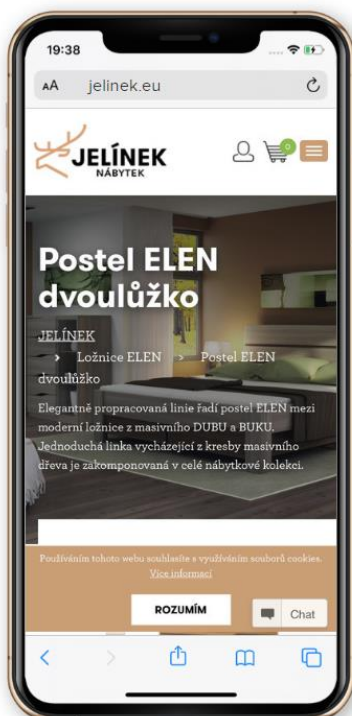 19:38
AA jelinek.eu
JELÍNEK
NÁBYTEK
0
Postel ELEN
dvoulůžko
JELÍNEK
› Ložnice ELEN › Postel ELEN
dvoulůžko
Elegantně propracovaná linie řadí postel ELEN mezi
moderní ložnice z masivního DUBU a BUKU.
Jednoduchá linka vycházející z kresby masivního
dřeva je zakomponovaná v celé nábytkové kolekci.
Používáním tohoto webu souhlasíte s využíváním souborů cookies.
Více informací
ROZUMÍM
Chat